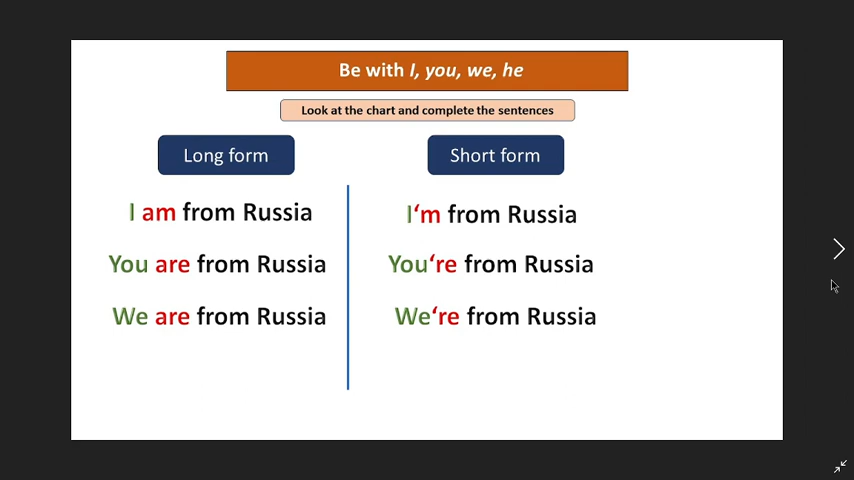 Be with I, you, we, he
Look at the chart and complete the sentences
Long form
Short form
I am from Russia
I‘m from Russia
You are from Russia
You‘re from Russia
We are from Russia
We‘re from Russia